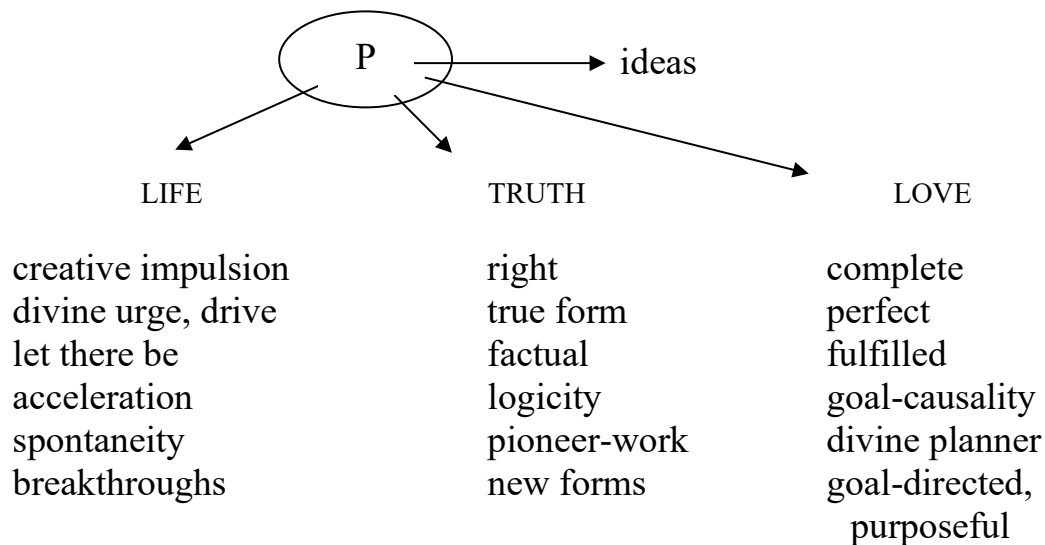 P
ideas
LIFE TRUTH LOVE
creative impulsion right complete
divine urge, drive true form perfect
let there be factual fulfilled
acceleration logicity goal-causality
spontaneity pioneer-work divine planner
breakthroughs new forms goal-directed,
purposeful